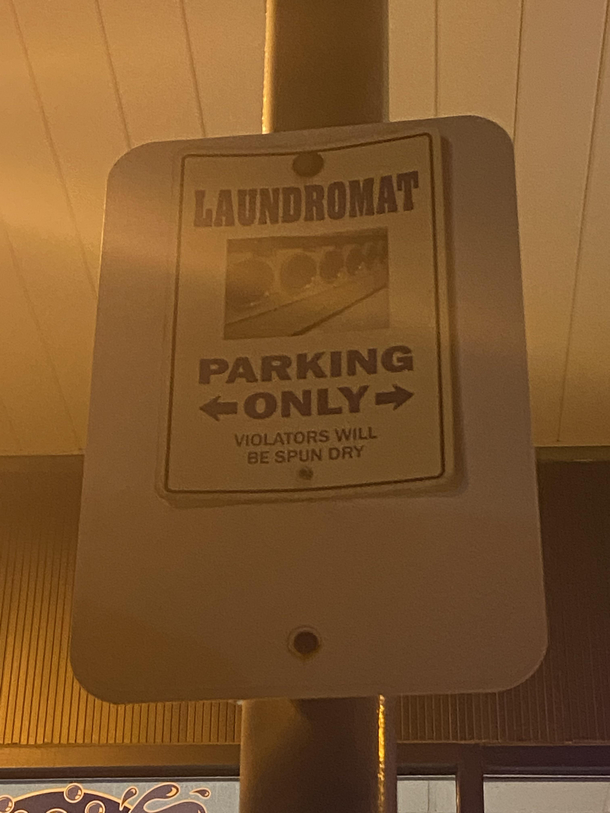 LAUNDROMAT
PARKING
←ONLY→
VIOLATORS WILL
BE SPUN DRY